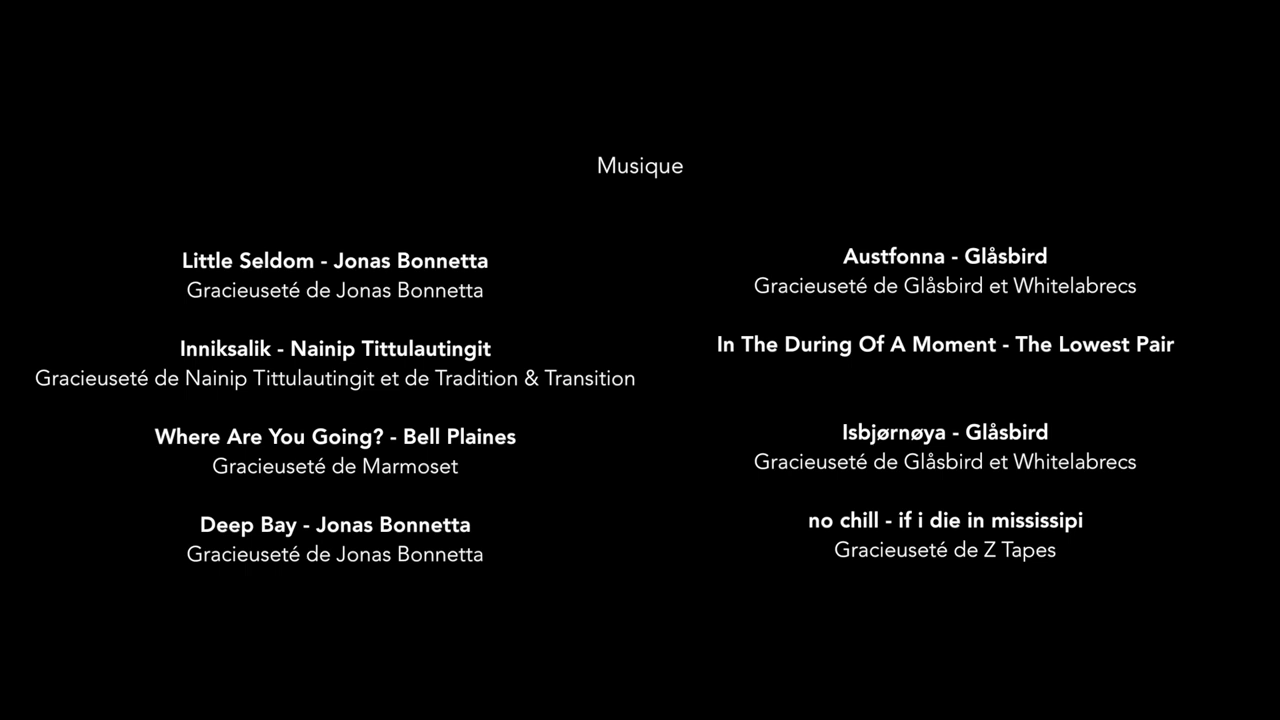 Musique
Little Seldom - Jonas Bonnetta
Gracieuseté de Jonas Bonnetta
Inniksalik - Nainip Tittulautingit
Gracieuseté de Nainip Tittulautingit et de Tradition & Transition
Where Are You Going? - Bell Plaines
Gracieuseté de Marmoset
Deep Bay - Jonas Bonnetta
Gracieuseté de Jonas Bonnetta
Austfonna - Glåsbird
Gracieuseté de Glåsbird et Whitelabrecs
In The During Of A Moment - The Lowest Pair
Isbjørnøya - Glåsbird
Gracieuseté de Glåsbird et Whitelabrecs
no chill - if i die in mississipi
Gracieuseté de Z Tapes